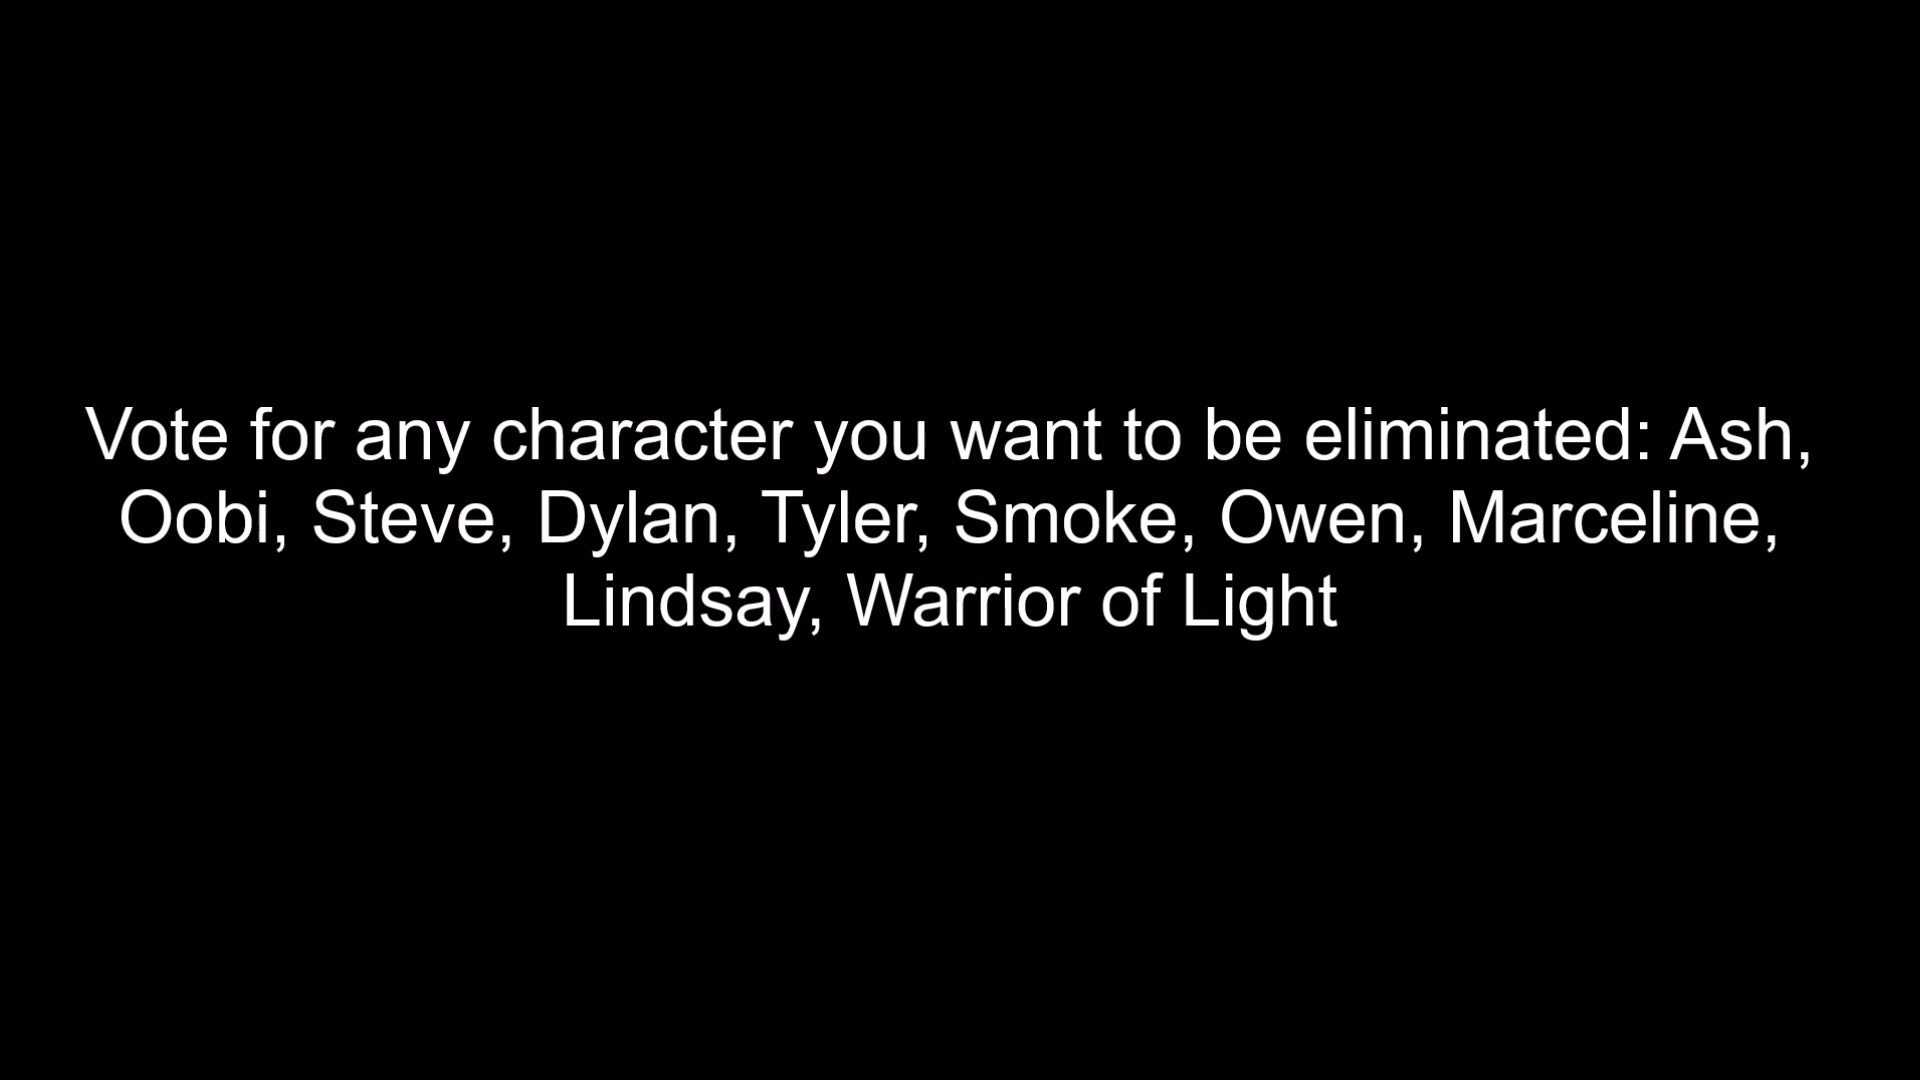 Vote for any character you want to be eliminated: Ash,
Oobi, Steve, Dylan, Tyler, Smoke, Owen, Marceline,
Lindsay, Warrior of Light